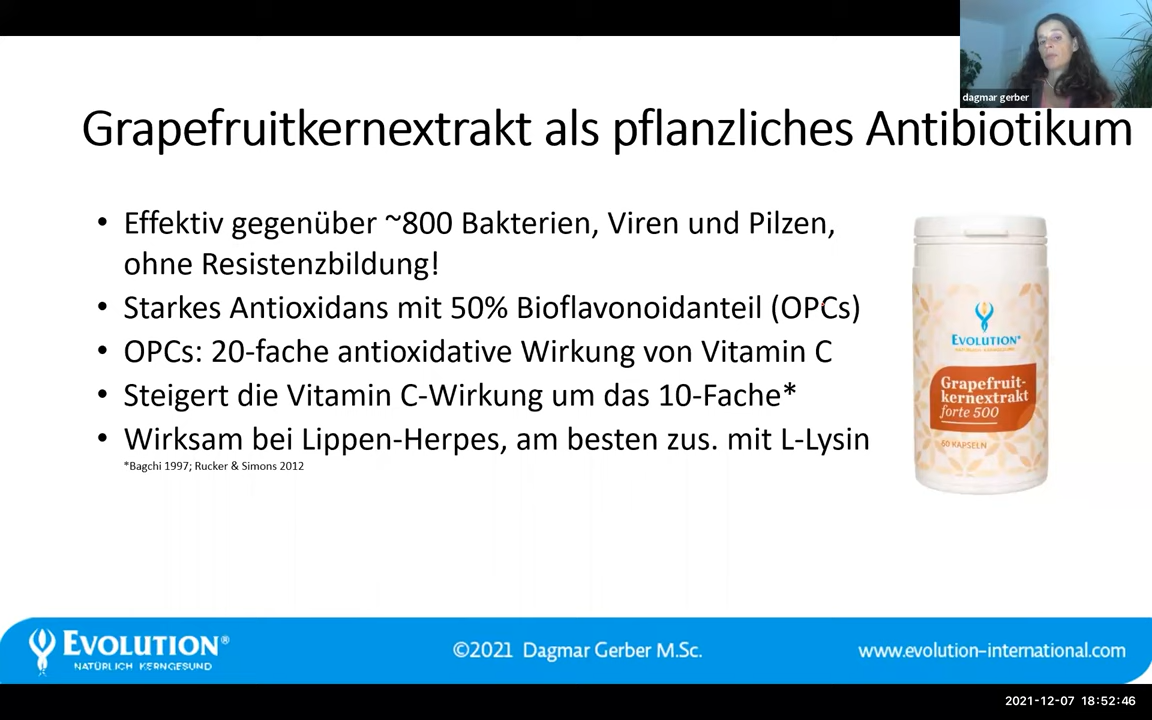 dagmar gerber
Grapefruitkernextrakt als pflanzliches Antibiotikum
• Effektiv gegenüber ~800 Bakterien, Viren und Pilzen,
ohne Resistenzbildung!
• Starkes Antioxidans mit 50% Bioflavonoidanteil (OPCs)
• OPCs: 20-fache antioxidative Wirkung von Vitamin C
• Steigert die Vitamin C-Wirkung um das 10-Fache*
• Wirksam bei Lippen-Herpes, am besten zus. mit L-Lysin
*Bagchi 1997; Rucker & Simons 2012
EVOLUTION®
NATÜRLICH KERNGESUND
Grapefruit-
kernextrakt
forte 500
60 KAPSELN
EVOLUTION®
NATÜRLICH KERNGESUND
©2021 Dagmar Gerber M.Sc.
www.evolution-international.com
2021-12-07 18:52:46